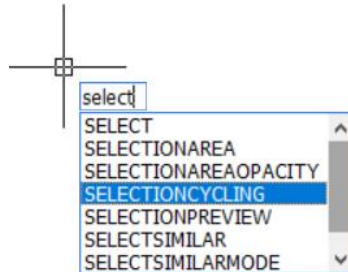 select
SELECT
SELECTIONAREA
SELECTIONAREAOPACITY
SELECTIONCYCLING
SELECTIONPREVIEW
SELECTSIMILAR
SELECTSIMILARMODE